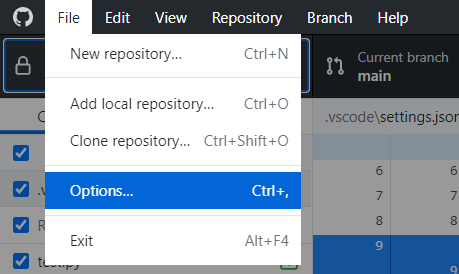 File Edit View Repository Branch Help
New repository... Ctrl+N
Current branch
main
Add local repository... Ctrl+O
Clone repository... Ctrl+Shift+O
.vscode\settings.json
Options... Ctrl+,
6 6
7 7
8 8
Exit Alt+F4
9
9
test.py